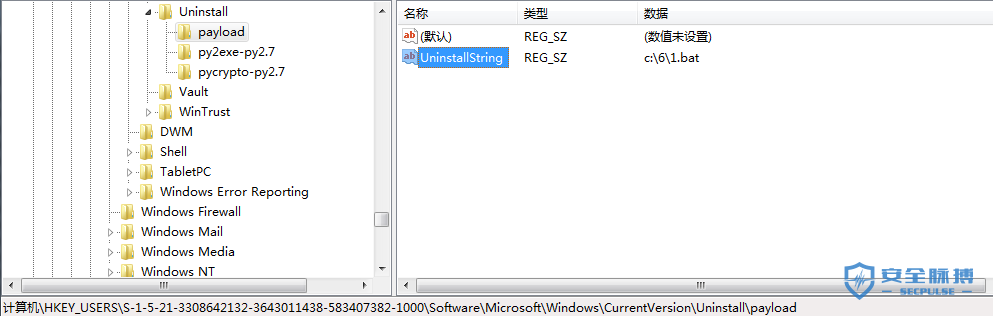 Uninstall
payload
py2exe-py2.7
pycrypto-py2.7
Vault
WinTrust
DWM
Shell
TabletPC
Windows Error Reporting
Windows Firewall
Windows Mail
Windows Media
Windows NT
名称 类型 数据
ab (默认) REG_SZ (数值未设置)
ab UninstallString REG_SZ c:\6\1.bat
安全脉搏
SECPULSE
计算机\HKEY_USERS\S-1-5-21-3308642132-3643011438-583407382-1000\Software\Microsoft\Windows\CurrentVersion\Uninstall\payload